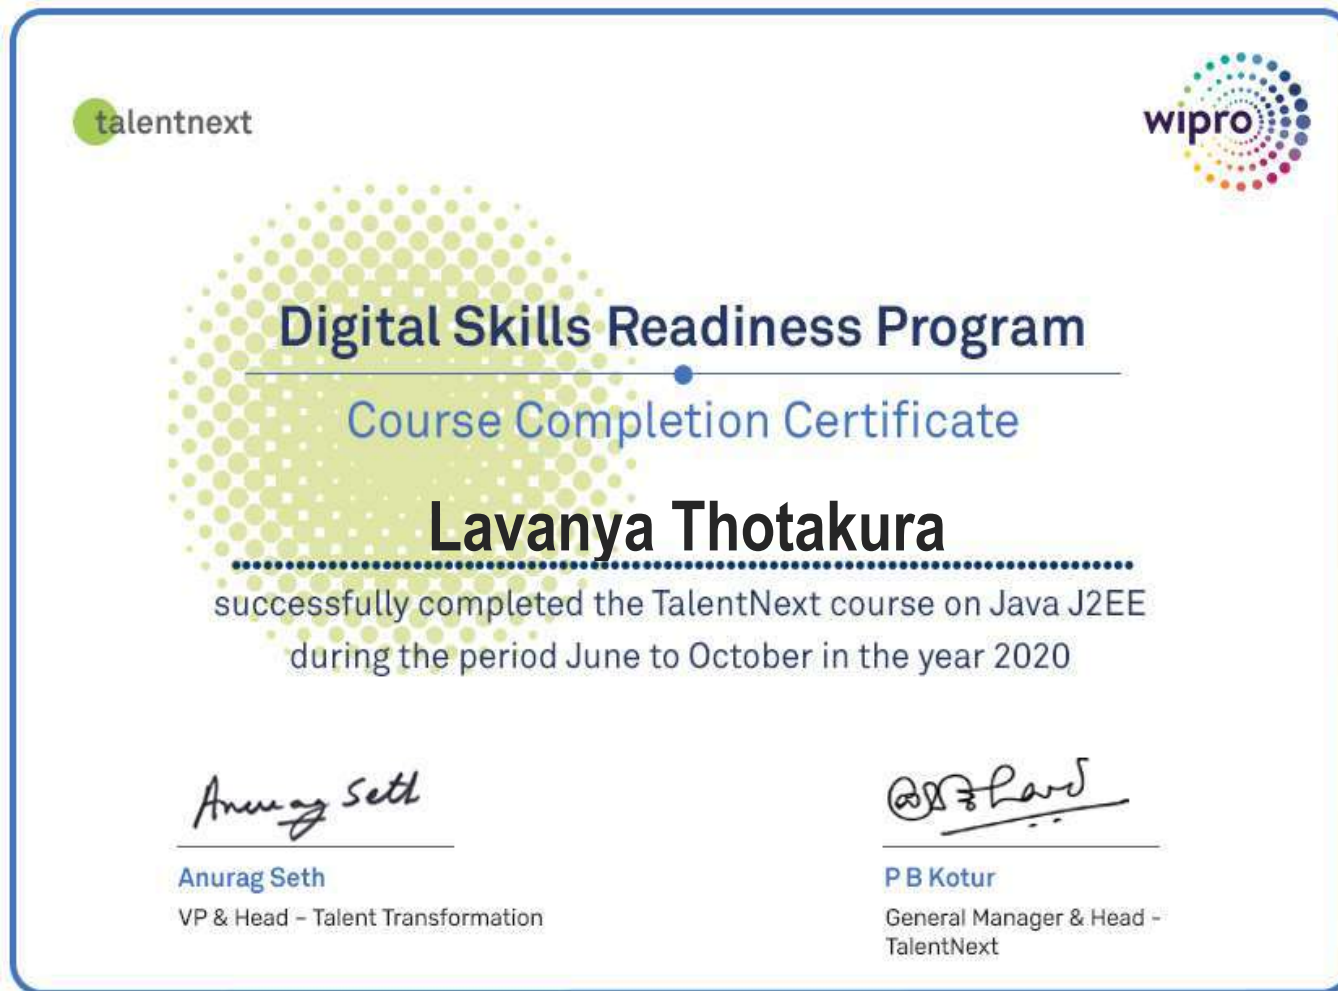 talentnext
wipro
Digital Skills Readiness Program
Course Completion Certificate
Lavanya Thotakura
successfully completed the TalentNext course on Java J2EE
during the period June to October in the year 2020
Anurag Seth
Anurag Seth
VP & Head – Talent Transformation
P B Kotur
General Manager & Head -
TalentNext